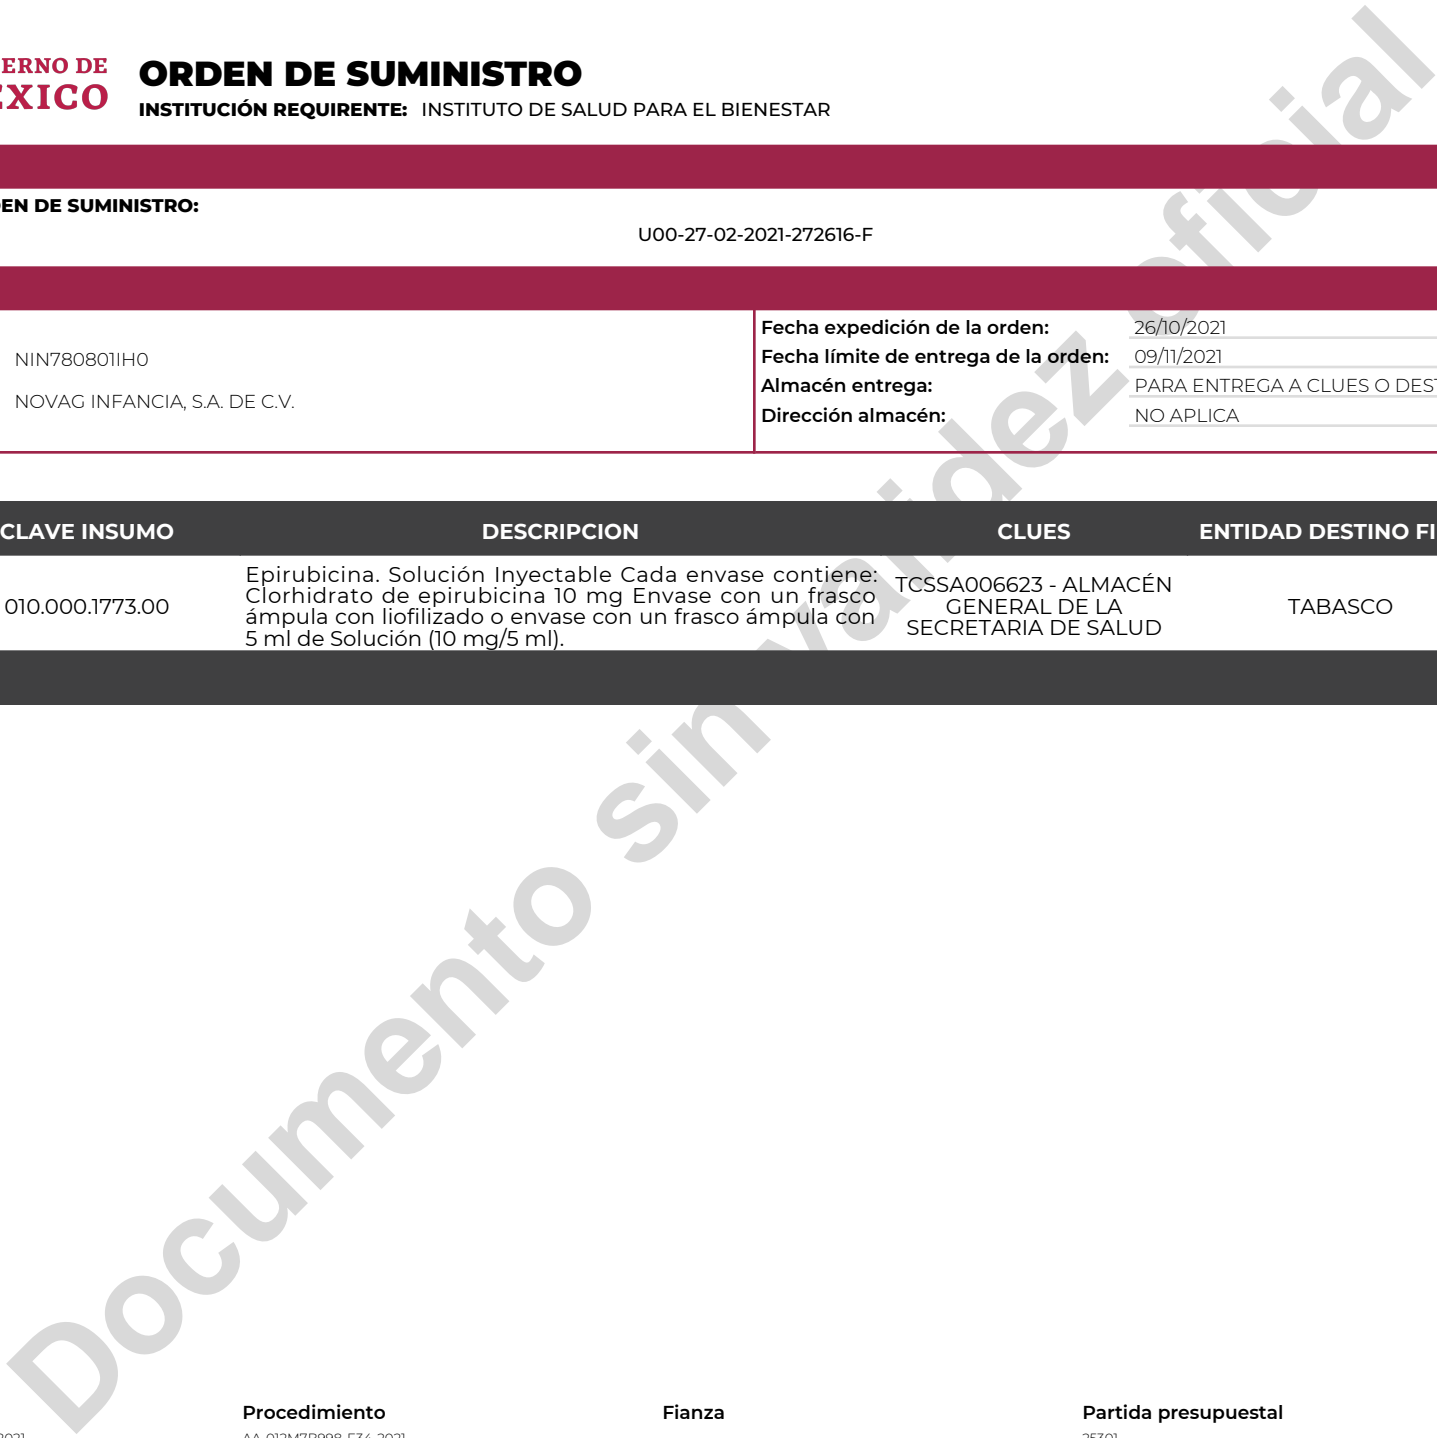 ERNO DE
EXICO
ORDEN DE SUMINISTRO
INSTITUCIÓN REQUIRENTE: INSTITUTO DE SALUD PARA EL BIENESTAR
EN DE SUMINISTRO:
U00-27-02-2021-272616-F
NIN780801IH0
NOVAG INFANCIA, S.A. DE C.V.
Fecha expedición de la orden: 26/10/2021
Fecha límite de entrega de la orden: 09/11/2021
Almacén entrega: PARA ENTREGA A CLUES O DEST
Dirección almacén: NO APLICA
CLAVE INSUMO DESCRIPCION CLUES ENTIDAD DESTINO FI
010.000.1773.00
Epirubicina. Solución Inyectable Cada envase contiene:
Clorhidrato de epirubicina 10 mg Envase con un frasco
ámpula con liofilizado o envase con un frasco ámpula con
5 ml de Solución (10 mg/5 ml).
TCSSA006623 - ALMACÉN
GENERAL DE LA
SECRETARIA DE SALUD
TABASCO
Documento sin validez oficial
Procedimiento Fianza Partida presupuestal